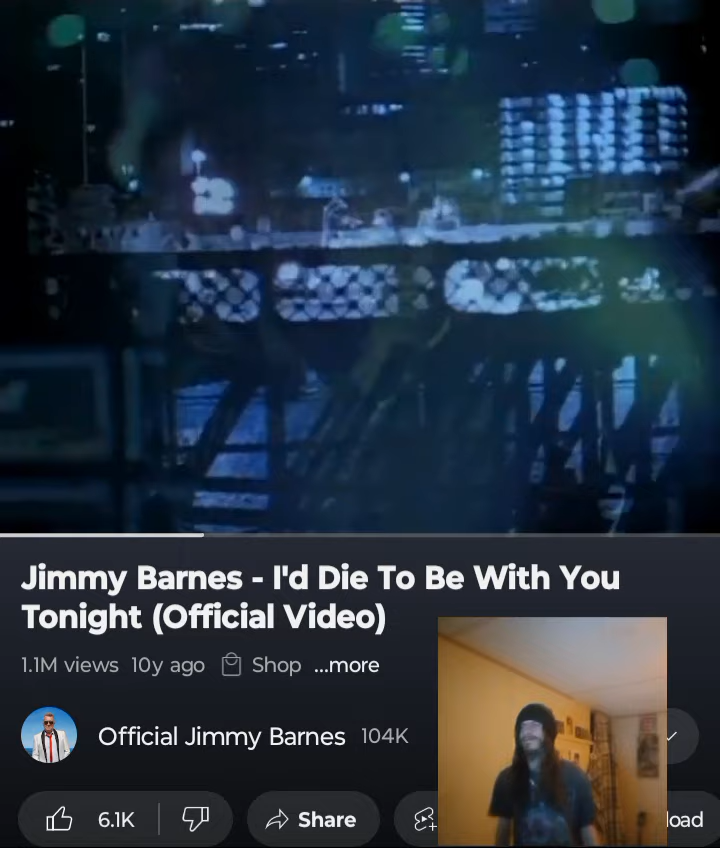 Jimmy Barnes - I'd Die To Be With You
Tonight (Official Video)
1.1M views 10y ago Shop ...more
Official Jimmy Barnes 104K
6.1K Share load